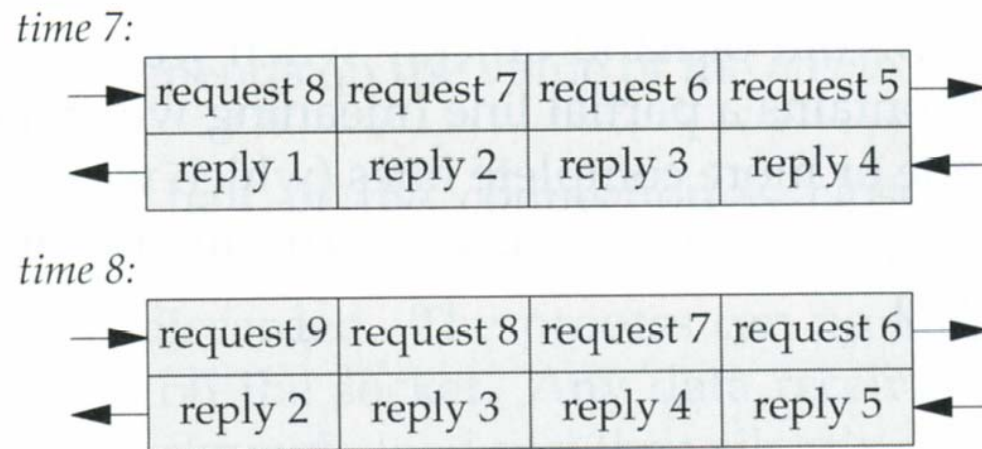 time 7:
request 8 request 7 request 6 request 5
reply 1 reply 2 reply 3 reply 4
time 8:
request 9 request 8 request 7 request 6
reply 2 reply 3 reply 4 reply 5